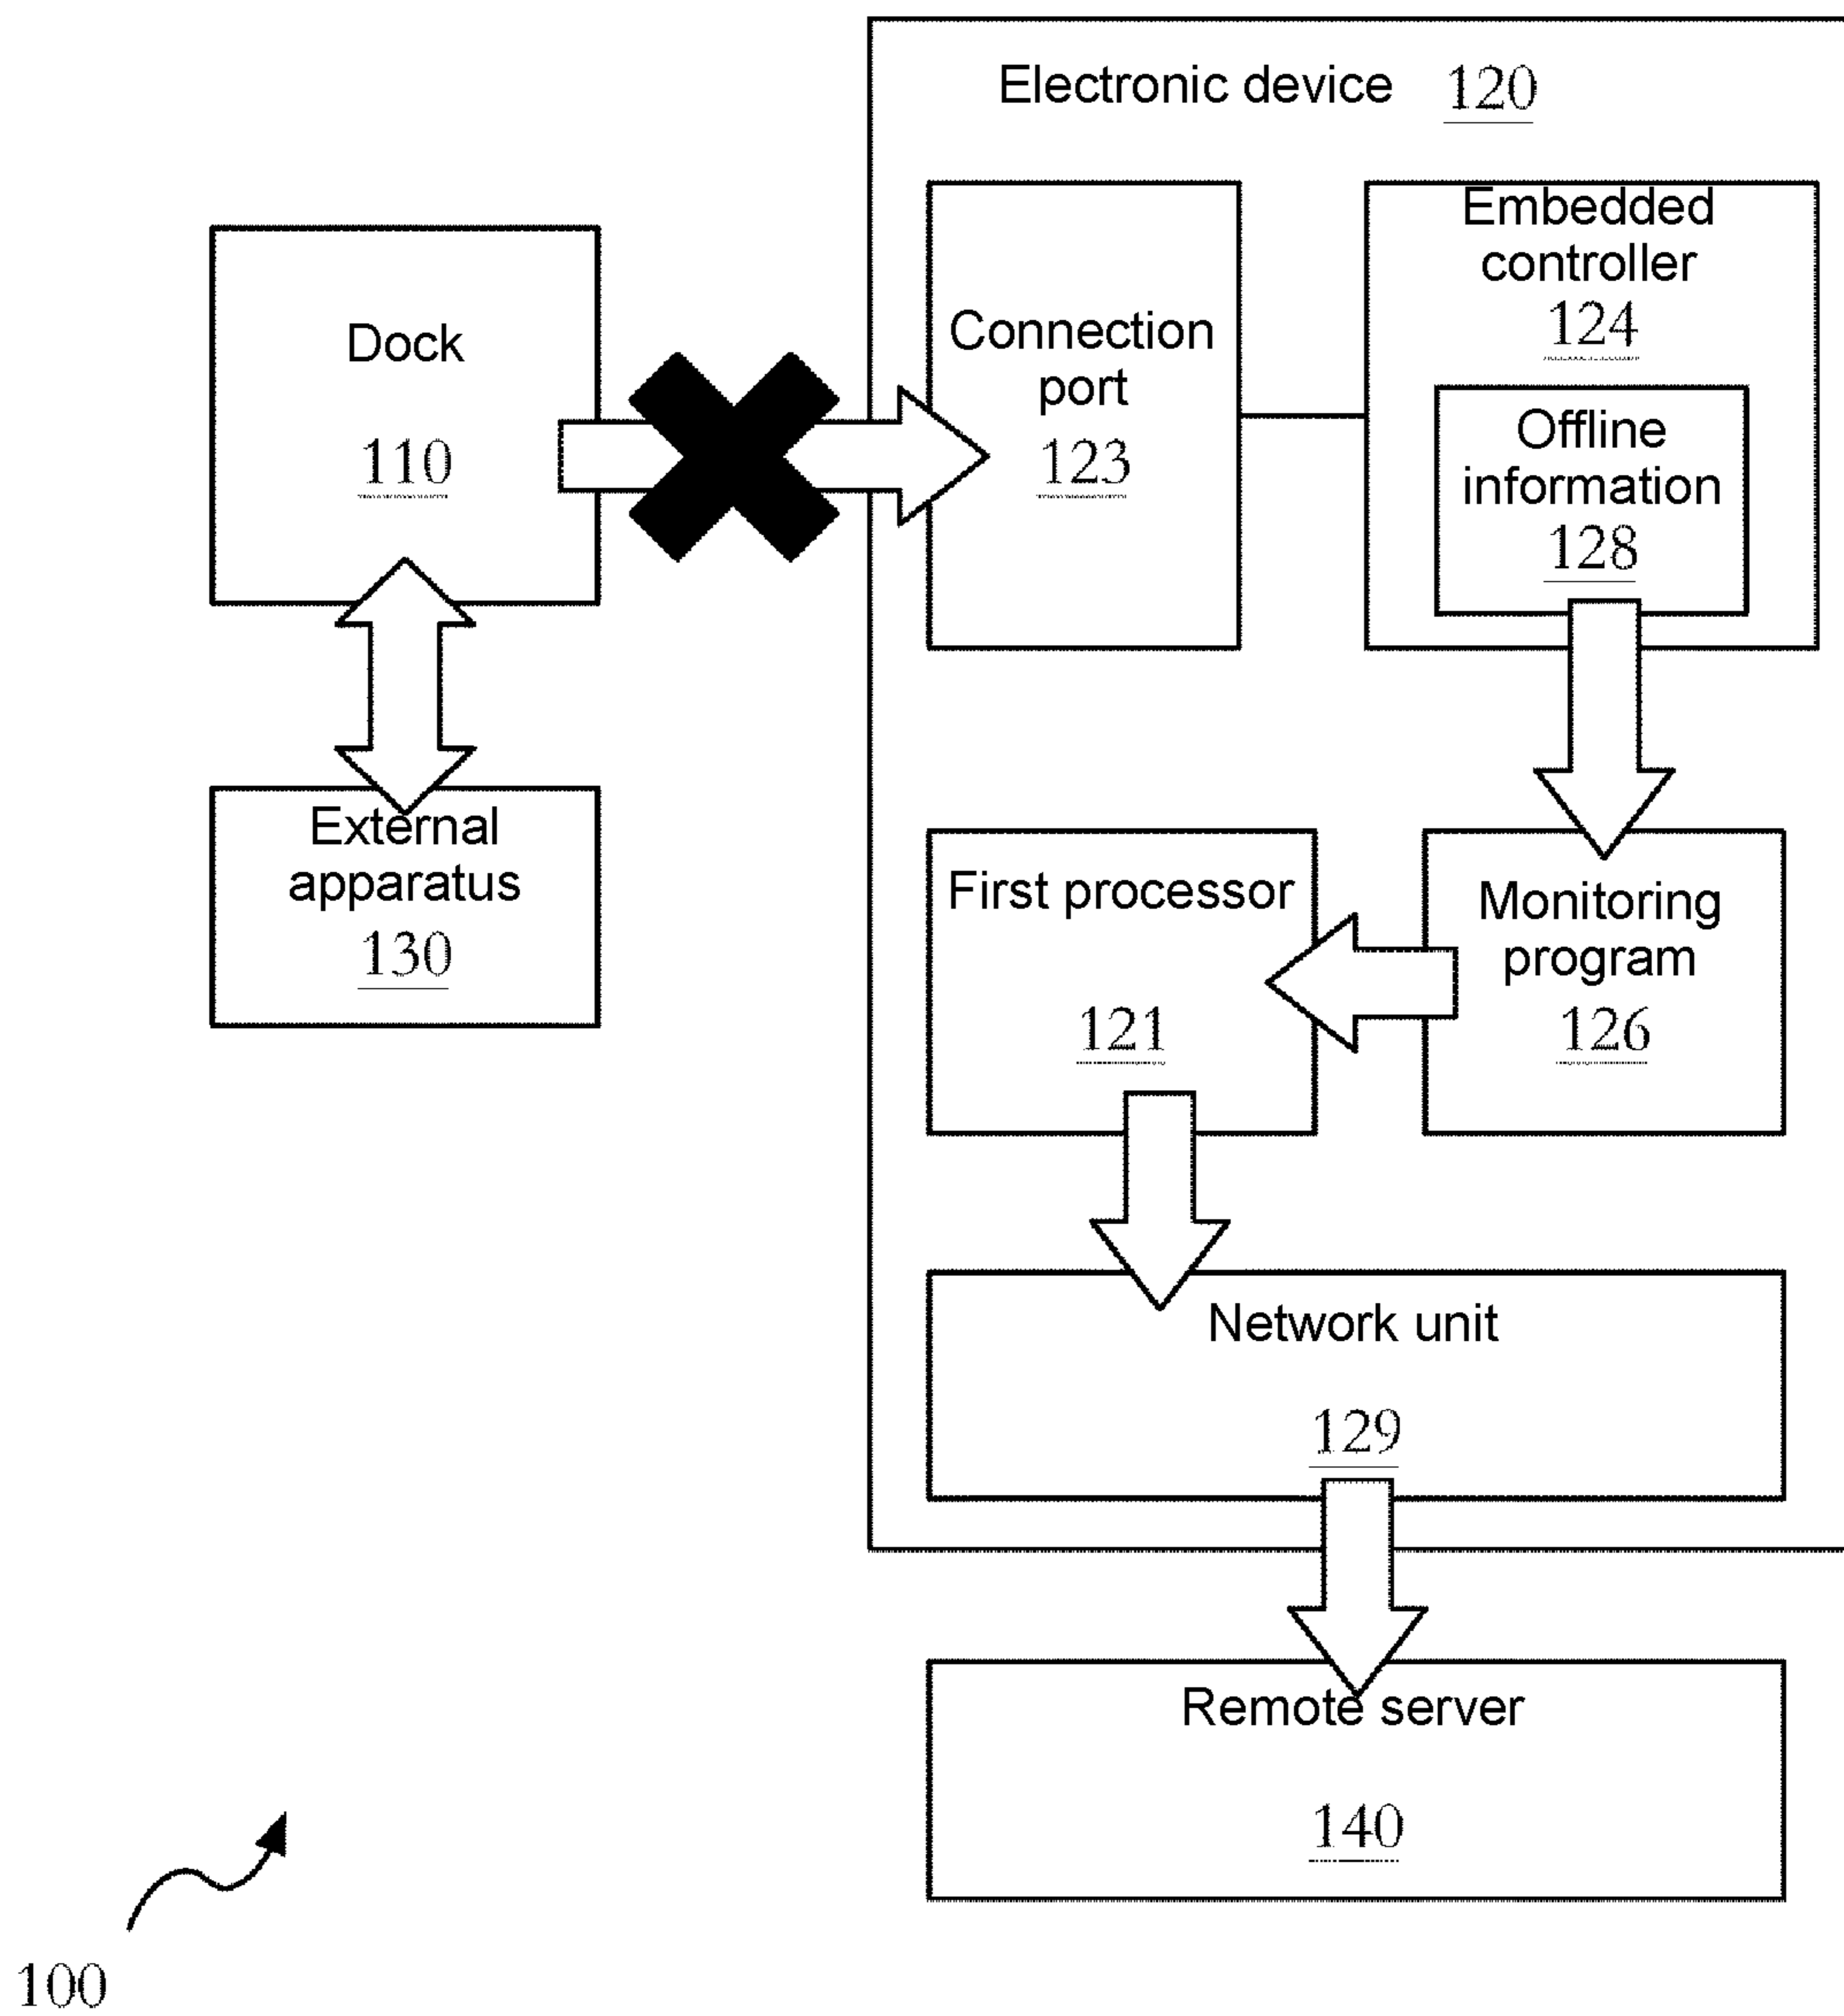 Electronic device 120
Dock
110
Connection
port
123
Embedded
controller
124
Offline
information
128
External
apparatus
130
First processor
121
Monitoring
program
126
Network unit
129
Remote server
140
100